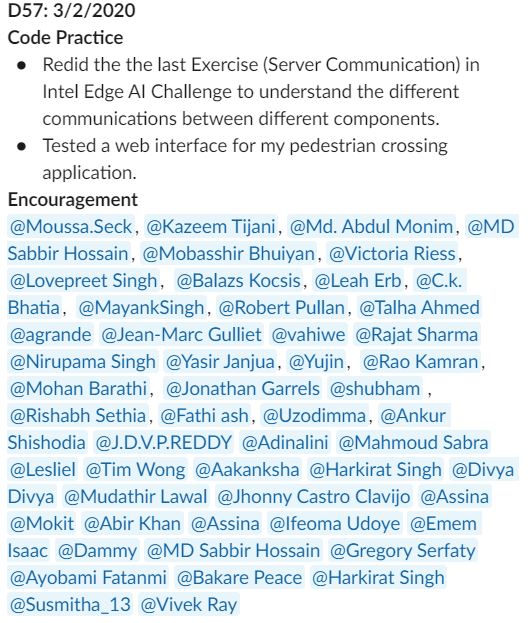 D57: 3/2/2020
Code Practice
● Redid the the last Exercise (Server Communication) in
Intel Edge AI Challenge to understand the different
communications between different components.
● Tested a web interface for my pedestrian crossing
application.
Encouragement
@Moussa.Seck, @Kazeem Tijani, @Md. Abdul Monim, @MD
Sabbir Hossain, @Mobasshir Bhuiyan, @Victoria Riess,
@Lovepreet Singh, @Balazs Kocsis, @Leah Erb, @C.k.
Bhatia, @MayankSingh, @Robert Pullan, @Talha Ahmed
@agrande @Jean-Marc Gulliet @vahiwe @Rajat Sharma
@Nirupama Singh @Yasir Janjua, @Yujin, @Rao Kamran,
@Mohan Barathi, @Jonathan Garrels @shubham ,
@Rishabh Sethia, @Fathi ash, @Uzodimma, @Ankur
Shishodia @J.D.V.P.REDDY @Adinalini @Mahmoud Sabra
@Lesliel @Tim Wong @Aakanksha @Harkirat Singh @Divya
Divya @Mudathir Lawal @Jhonny Castro Clavijo @Assina
@Mokit @Abir Khan @Assina @Ifeoma Udoye @Emem
Isaac @Dammy @MD Sabbir Hossain @Gregory Serfaty
@Ayobami Fatanmi @Bakare Peace @Harkirat Singh
@Susmitha_13 @Vivek Ray